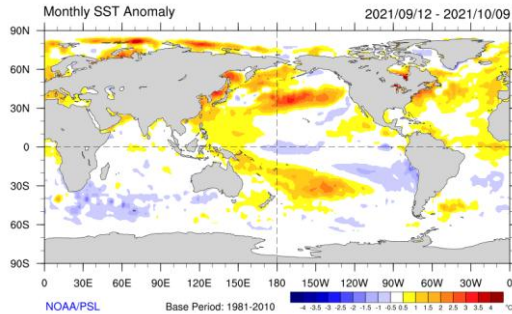 Monthly SST Anomaly 2021/09/12 - 2021/10/09
90N
60N
30N
0
30S
60S
90S
0 30E 60E 90E 120E 150E 180 150W 120W 90W 60W 30W 0
NOAA/PSL Base Period: 1981-2010
-4 -3.5 -3 -2.5 -2 -1.5 -1 -0.5 0.5 1 1.5 2 2.5 3 3.5 4 °C